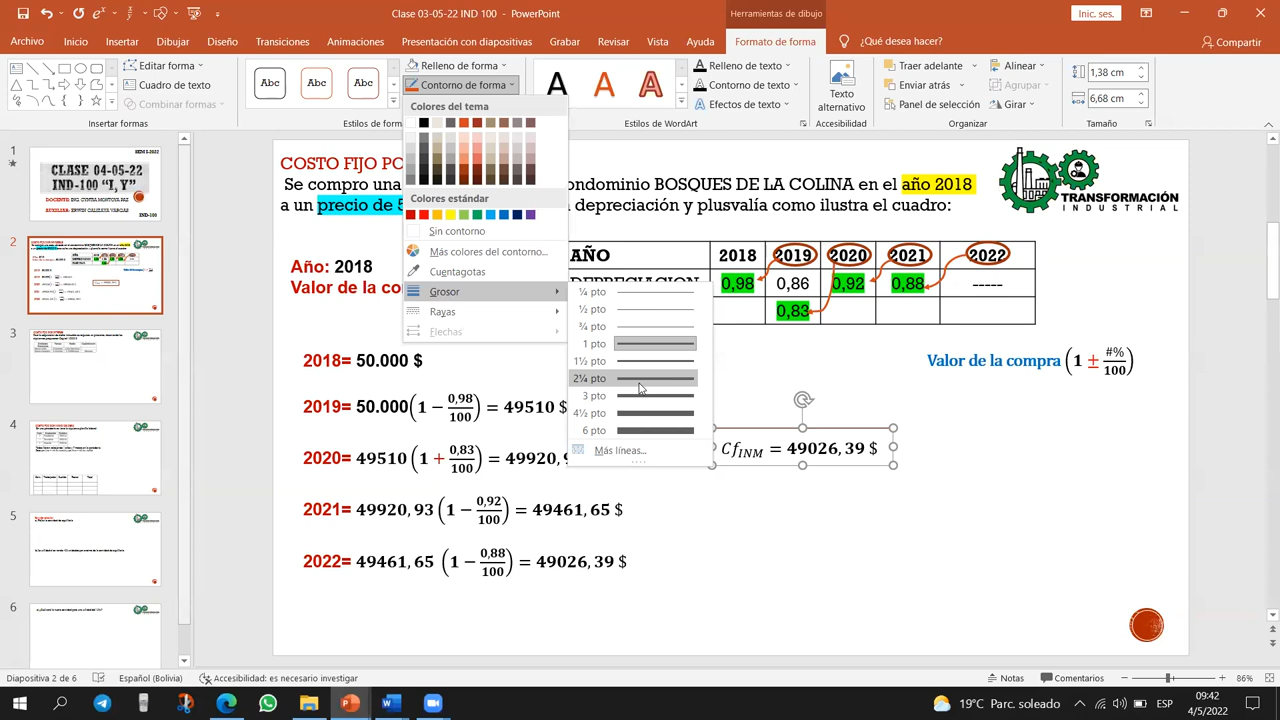 Clase 03-05-22 IND-100 - PowerPoint
Herramientas de dibujo
Inic. ses.
Archivo Inicio Insertar Dibujar Diseño Transiciones Animaciones Presentación con diapositivas Grabar Revisar Vista Ayuda Formato de forma ¿Qué desea hacer? Compartir
Editar forma
Cuadro de texto
Combinar formas
Insertar formas
Abc Abc Abc
Relleno de forma
Contorno de forma
Estilos de form
A A A
Relleno de texto
Contorno de texto
Efectos de texto
Estilos de WordArt
Texto
alternativo
Accesibilidad
Traer adelante
Enviar atrás
Panel de selección
Alinear
Agrupar
Girar
Organizar
1,38 cm
6,68 cm
Tamaño
Colores del tema
Colores estándar
Sin contorno
Más colores del contorno...
Cuentagotas
Grosor
Rayas
Flechas
¼ pto
½ pto
¾ pto
1 pto
1½ pto
2¼ pto
3 pto
4½ pto
6 pto
Más líneas...
1
2
3
4
5
6
CLASE 04-05-22
IND-100 "I, Y"
COSTO FIJO PO
Se compro una
ondominio BOSQUES DE LA COLINA en el año 2018
a un precio de 5
a depreciación y plusvalía como ilustra el cuadro:
TRANSFORMACIÓN
INDUSTRIAL
Año: 2018
Valor de la co
AÑO 2018 2019 2020 2021 2022
DEPRECIACION 0,98 0,86 0,92 0,88 -----
0,83
2018= 50.000 $
2019= 50.000(1 − 0,98/100) = 49510 $
2020= 49510 (1 + 0,83/100) = 49920,9
2021= 49920,93 (1 − 0,92/100) = 49461,65 $
2022= 49461,65 (1 − 0,88/100) = 49026,39 $
Valor de la compra (1 ± #%/100)
Cf INM = 49026,39 $
Diapositiva 2 de 6
Español (Bolivia)
Accesibilidad: es necesario investigar
Notas
Comentarios
86%
19°C Parc. soleado
ESP
09:42
4/5/2022